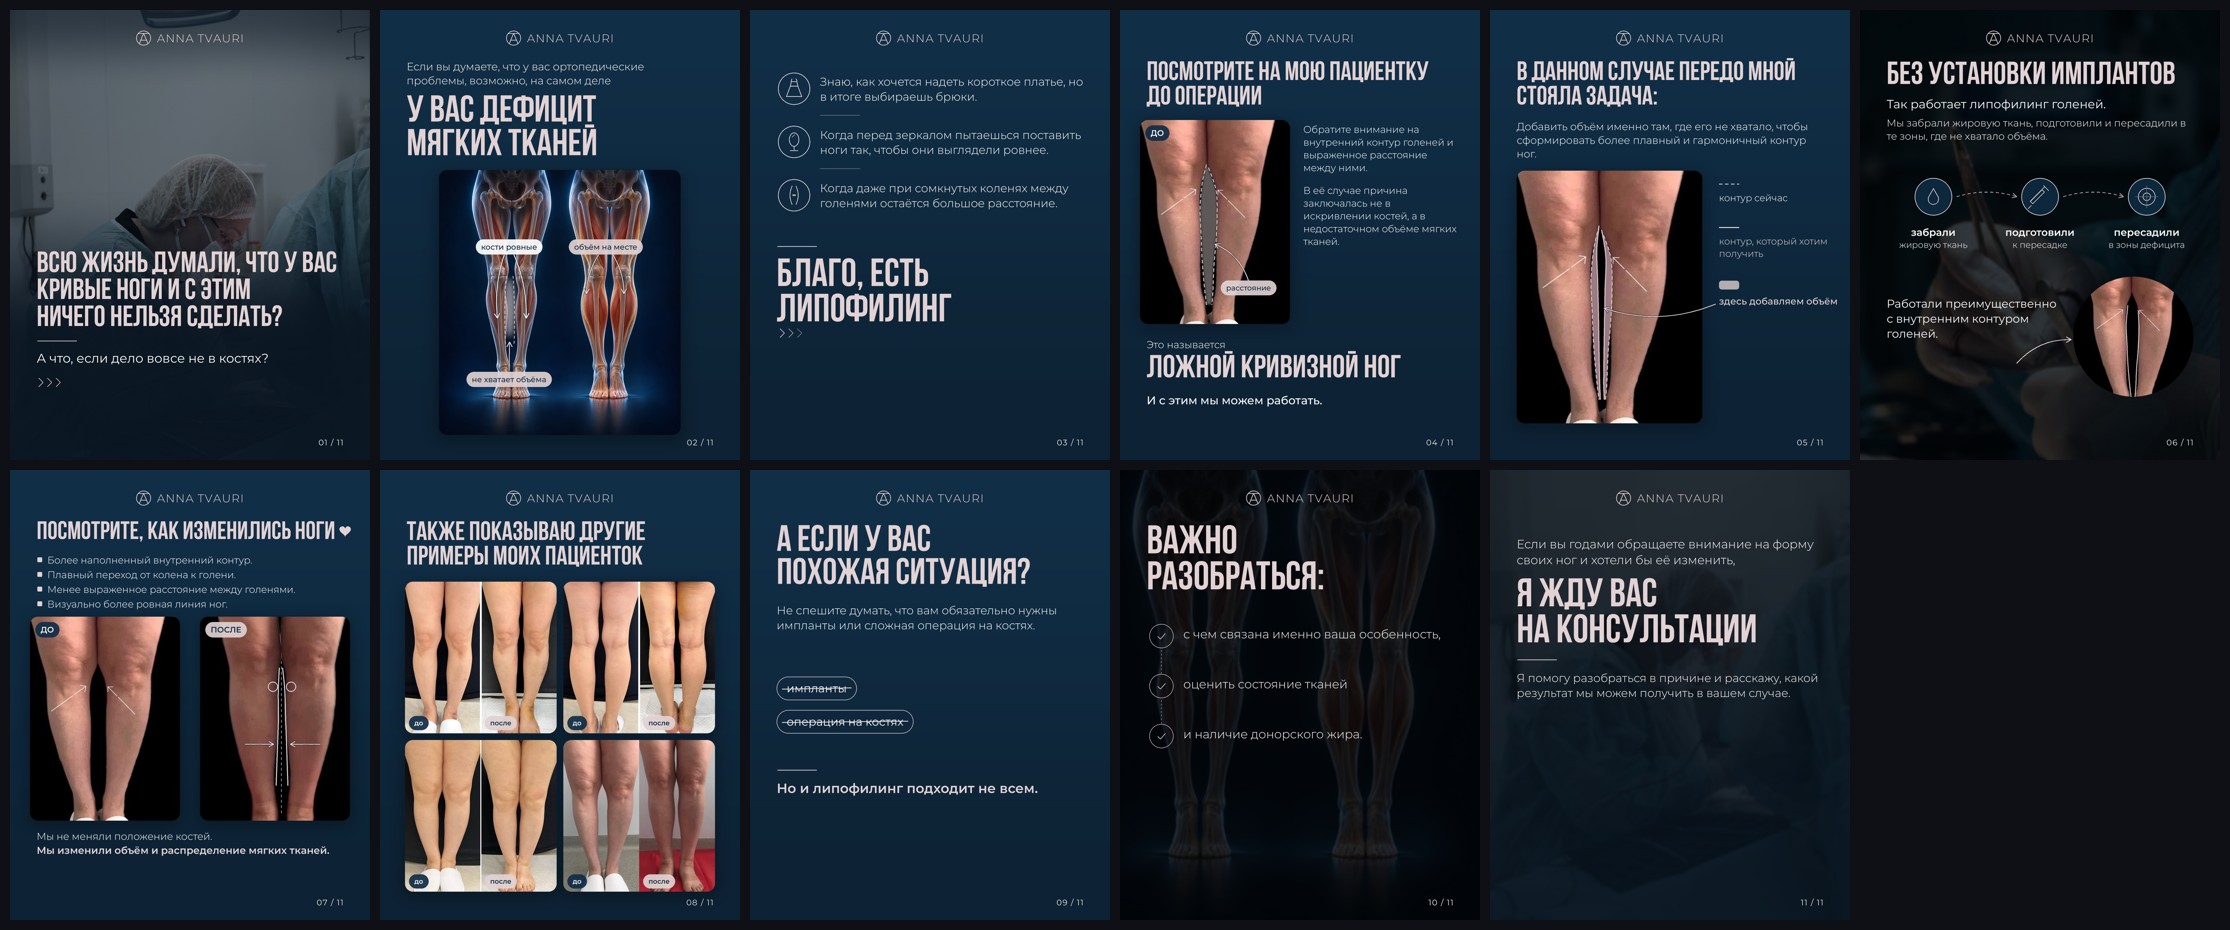 ANNA TVAURI
ВСЮ ЖИЗНЬ ДУМАЛИ, ЧТО У ВАС
КРИВЫЕ НОГИ И С ЭТИМ
НИЧЕГО НЕЛЬЗЯ СДЕЛАТЬ?
А что, если дело вовсе не в костях?
01 / 11
ANNA TVAURI
Если вы думаете, что у вас ортопедические
проблемы, возможно, на самом деле
У ВАС ДЕФИЦИТ
МЯГКИХ ТКАНЕЙ
кости ровные
объём на месте
не хватает объёма
02 / 11
ANNA TVAURI
Знаю, как хочется надеть короткое платье, но
в итоге выбираешь брюки.
Когда перед зеркалом пытаешься поставить
ноги так, чтобы они выглядели ровнее.
Когда даже при сомкнутых коленях между
голенями остаётся большое расстояние.
БЛАГО, ЕСТЬ
ЛИПОФИЛИНГ
03 / 11
ANNA TVAURI
ПОСМОТРИТЕ НА МОЮ ПАЦИЕНТКУ
ДО ОПЕРАЦИИ
ДО
расстояние
Обратите внимание на
внутренний контур голеней и
выраженное расстояние
между ними.
В её случае причина
заключалась не в
искривлении костей, а в
недостаточном объёме мягких
тканей.
Это называется
ЛОЖНОЙ КРИВИЗНОЙ НОГ
И с этим мы можем работать.
04 / 11
ANNA TVAURI
В ДАННОМ СЛУЧАЕ ПЕРЕДО МНОЙ
СТОЯЛА ЗАДАЧА:
Добавить объём именно там, где его не хватало, чтобы
сформировать более плавный и гармоничный контур
ног.
контур сейчас
контур, который хотим
получить
здесь добавляем объём
05 / 11
ANNA TVAURI
БЕЗ УСТАНОВКИ ИМПЛАНТОВ
Так работает липофилинг голеней.
Мы забрали жировую ткань, подготовили и пересадили в
те зоны, где не хватало объёма.
забрали
жировую ткань
подготовили
к пересадке
пересадили
в зоны дефицита
Работали преимущественно
с внутренним контуром
голеней.
06 / 11
ANNA TVAURI
ПОСМОТРИТЕ, КАК ИЗМЕНИЛИСЬ НОГИ ♥
Более наполненный внутренний контур.
Плавный переход от колена к голени.
Менее выраженное расстояние между голенями.
Визуально более ровная линия ног.
ДО
ПОСЛЕ
Мы не меняли положение костей.
Мы изменили объём и распределение мягких тканей.
07 / 11
ANNA TVAURI
ТАКЖЕ ПОКАЗЫВАЮ ДРУГИЕ
ПРИМЕРЫ МОИХ ПАЦИЕНТОК
до
после
до
после
до
после
до
после
08 / 11
ANNA TVAURI
А ЕСЛИ У ВАС
ПОХОЖАЯ СИТУАЦИЯ?
Не спешите думать, что вам обязательно нужны
импланты или сложная операция на костях.
импланты
операция на костях
Но и липофилинг подходит не всем.
09 / 11
ANNA TVAURI
ВАЖНО
РАЗОБРАТЬСЯ:
с чем связана именно ваша особенность,
оценить состояние тканей
и наличие донорского жира.
10 / 11
ANNA TVAURI
Если вы годами обращаете внимание на форму
своих ног и хотели бы её изменить,
Я ЖДУ ВАС
НА КОНСУЛЬТАЦИИ
Я помогу разобраться в причине и расскажу, какой
результат мы можем получить в вашем случае.
11 / 11